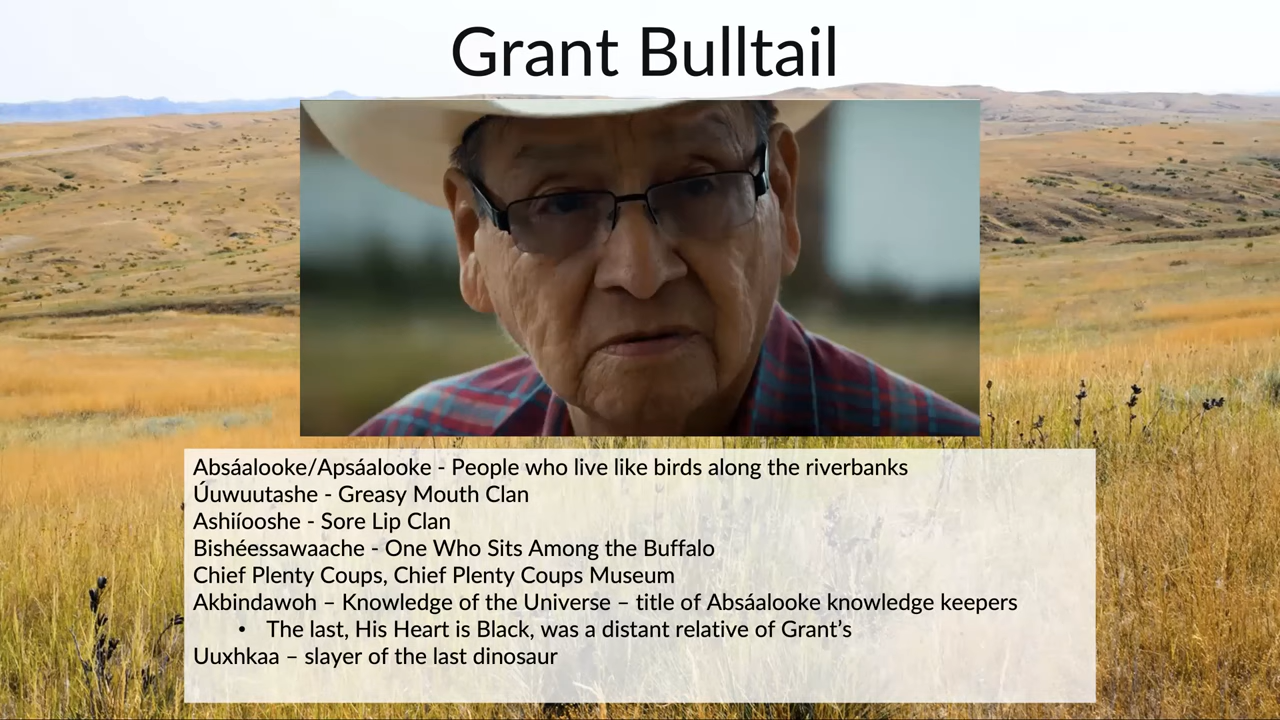 Grant Bulltail
Absáalooke/Apsáalooke - People who live like birds along the riverbanks
Úuwuutashe - Greasy Mouth Clan
Ashiíooshe - Sore Lip Clan
Bishéessawaache - One Who Sits Among the Buffalo
Chief Plenty Coups, Chief Plenty Coups Museum
Akbindawoh – Knowledge of the Universe – title of Absáalooke knowledge keepers
• The last, His Heart is Black, was a distant relative of Grant’s
Uuxhkaa – slayer of the last dinosaur